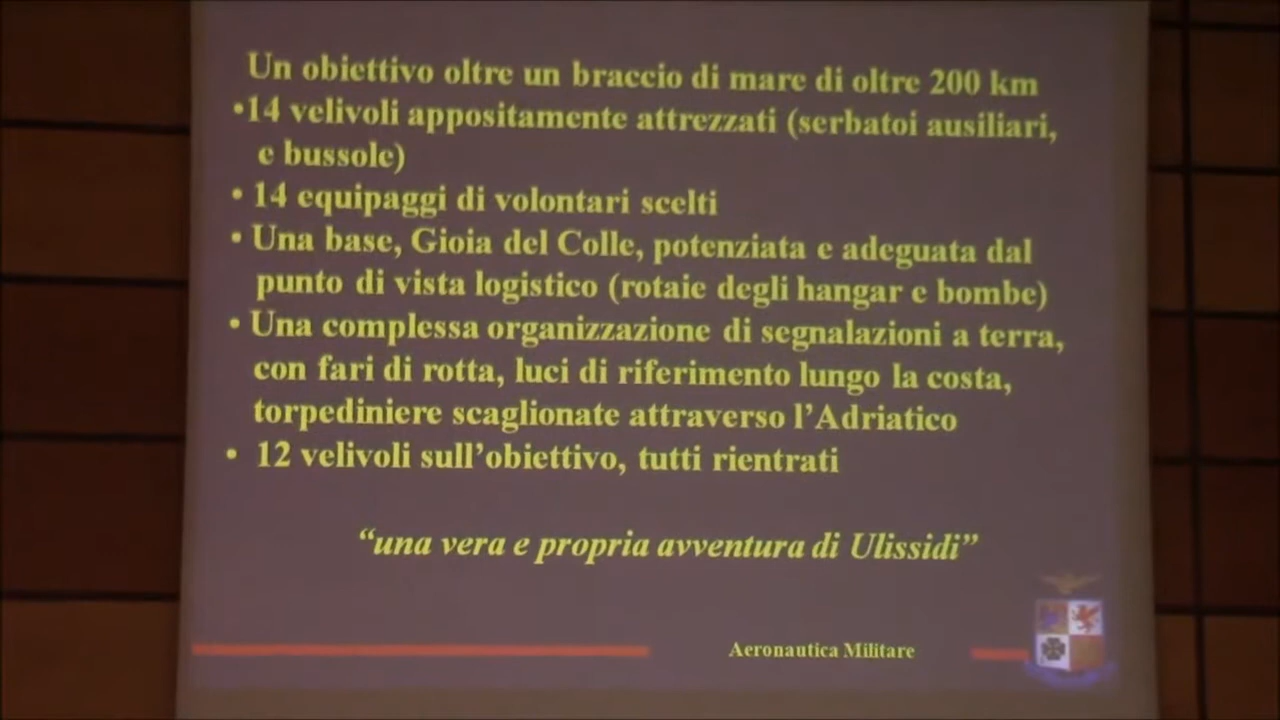 Un obiettivo oltre un braccio di mare di oltre 200 km
•14 velivoli appositamente attrezzati (serbatoi ausiliari,
e bussole)
• 14 equipaggi di volontari scelti
• Una base, Gioia del Colle, potenziata e adeguata dal
punto di vista logistico (rotaie degli hangar e bombe)
• Una complessa organizzazione di segnalazioni a terra,
con fari di rotta, luci di riferimento lungo la costa,
torpediniere scaglionate attraverso l’Adriatico
• 12 velivoli sull’obiettivo, tutti rientrati
“una vera e propria avventura di Ulissidi”
Aeronautica Militare